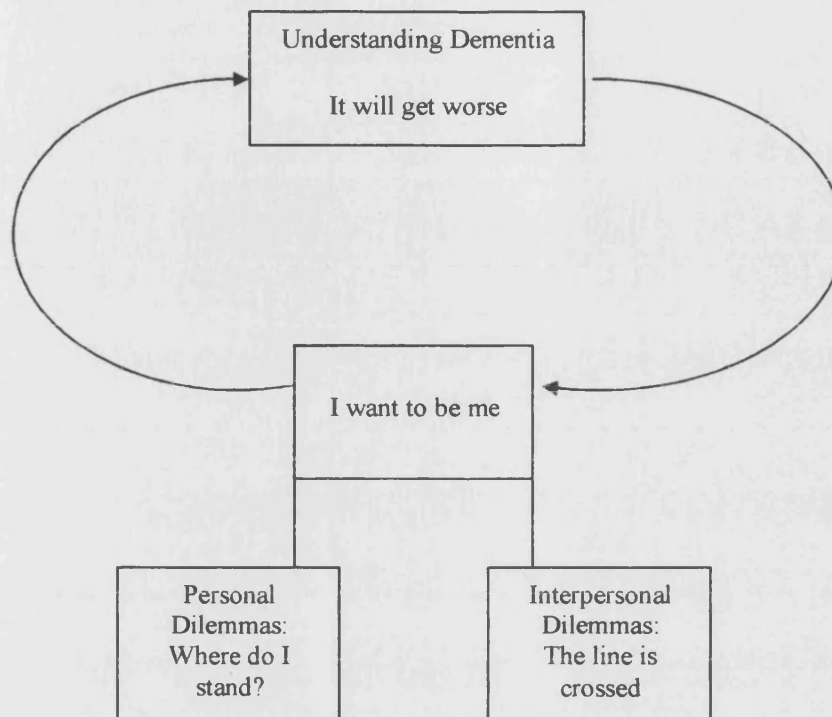 Understanding Dementia
It will get worse
I want to be me
Personal
Dilemmas:
Where do I
stand?
Interpersonal
Dilemmas:
The line is
crossed